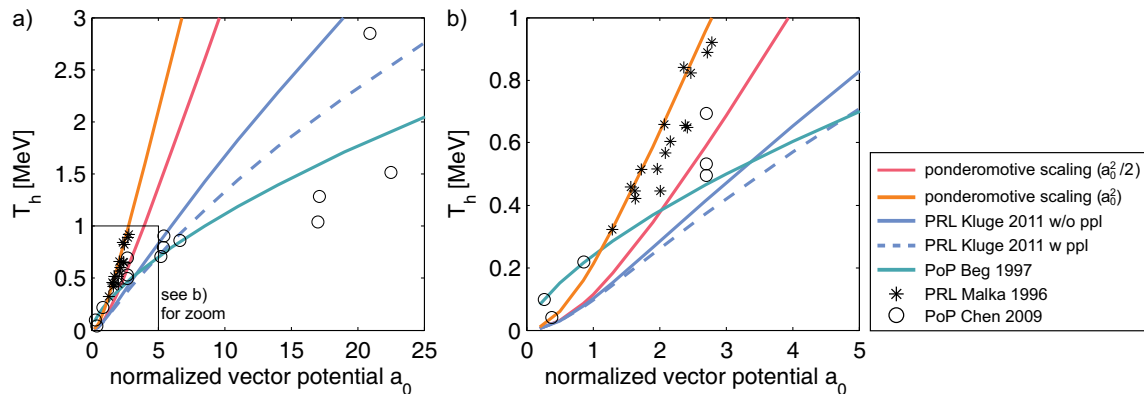 a)
T_h [MeV]
3
2.5
2
1.5
1
0.5
0
see b)
for zoom
0 5 10 15 20 25
normalized vector potential a_0
b)
T_h [MeV]
1
0.8
0.6
0.4
0.2
0
0 1 2 3 4 5
normalized vector potential a_0
ponderomotive scaling (a_0^2/2)
ponderomotive scaling (a_0^2)
PRL Kluge 2011 w/o ppl
PRL Kluge 2011 w ppl
PoP Beg 1997
PRL Malka 1996
PoP Chen 2009